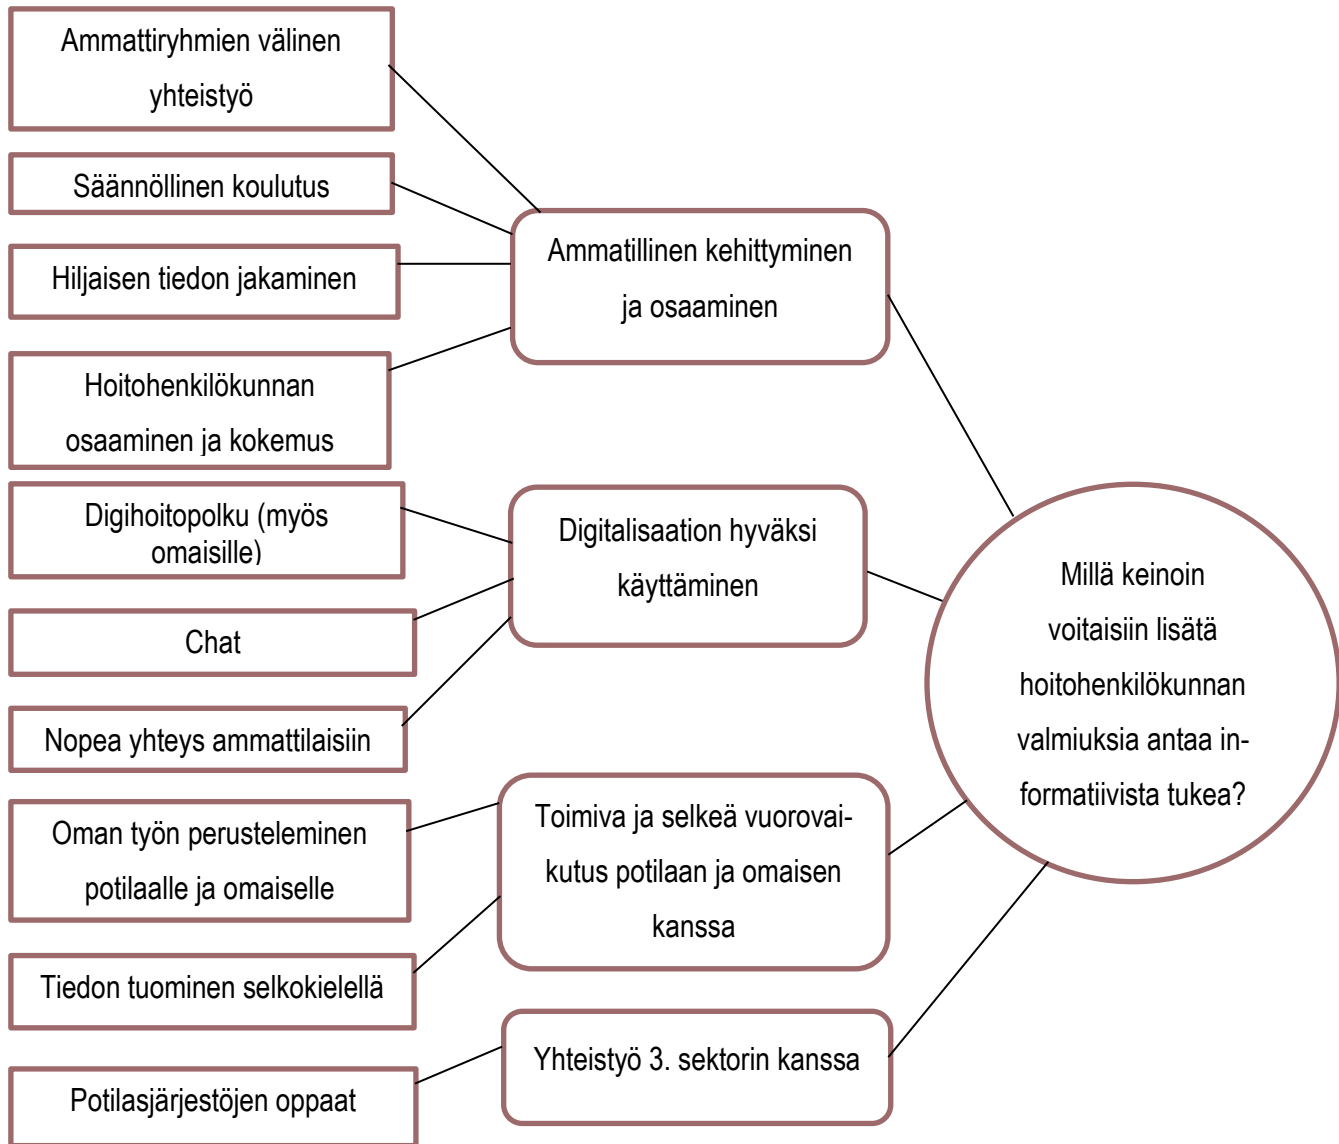 Ammattiryhmien välinen
yhteistyö
Säännöllinen koulutus
Hiljaisen tiedon jakaminen
Hoitohenkilökunnan
osaaminen ja kokemus
Digihoitopolku (myös
omaisille)
Chat
Nopea yhteys ammattilaisiin
Oman työn perusteleminen
potilaalle ja omaiselle
Tiedon tuominen selkokielellä
Potilasjärjestöjen oppaat
Ammatillinen kehittyminen
ja osaaminen
Digitalisaation hyväksi
käyttäminen
Toimiva ja selkeä vuorovai-
kutus potilaan ja omaisen
kanssa
Yhteistyö 3. sektorin kanssa
Millä keinoin
voitaisiin lisätä
hoitohenkilökunnan
valmiuksia antaa in-
formatiivista tukea?